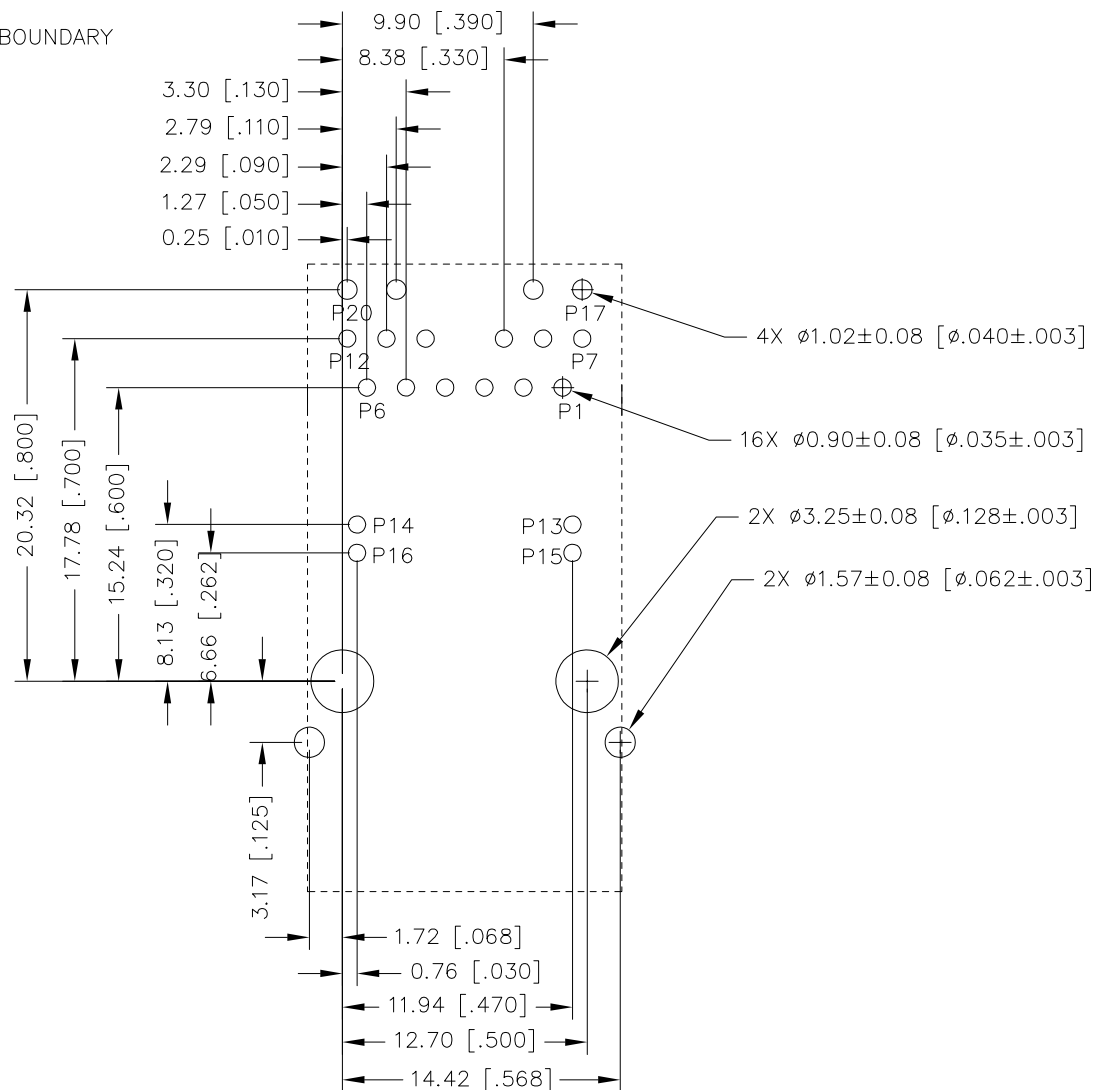 9.90 [.390]
BOUNDARY
8.38 [.330]
3.30 [.130]
2.79 [.110]
2.29 [.090]
1.27 [.050]
0.25 [.010]
P20
P17
4X ø1.02±0.08 [ø.040±.003]
P12
P7
P6
P1
16X ø0.90±0.08 [ø.035±.003]
20.32 [.800]
17.78 [.700]
15.24 [.600]
8.13 [.320]
6.66 [.262]
P14
P13
2X ø3.25±0.08 [ø.128±.003]
P16
P15
2X ø1.57±0.08 [ø.062±.003]
3.17 [.125]
1.72 [.068]
0.76 [.030]
11.94 [.470]
12.70 [.500]
14.42 [.568]